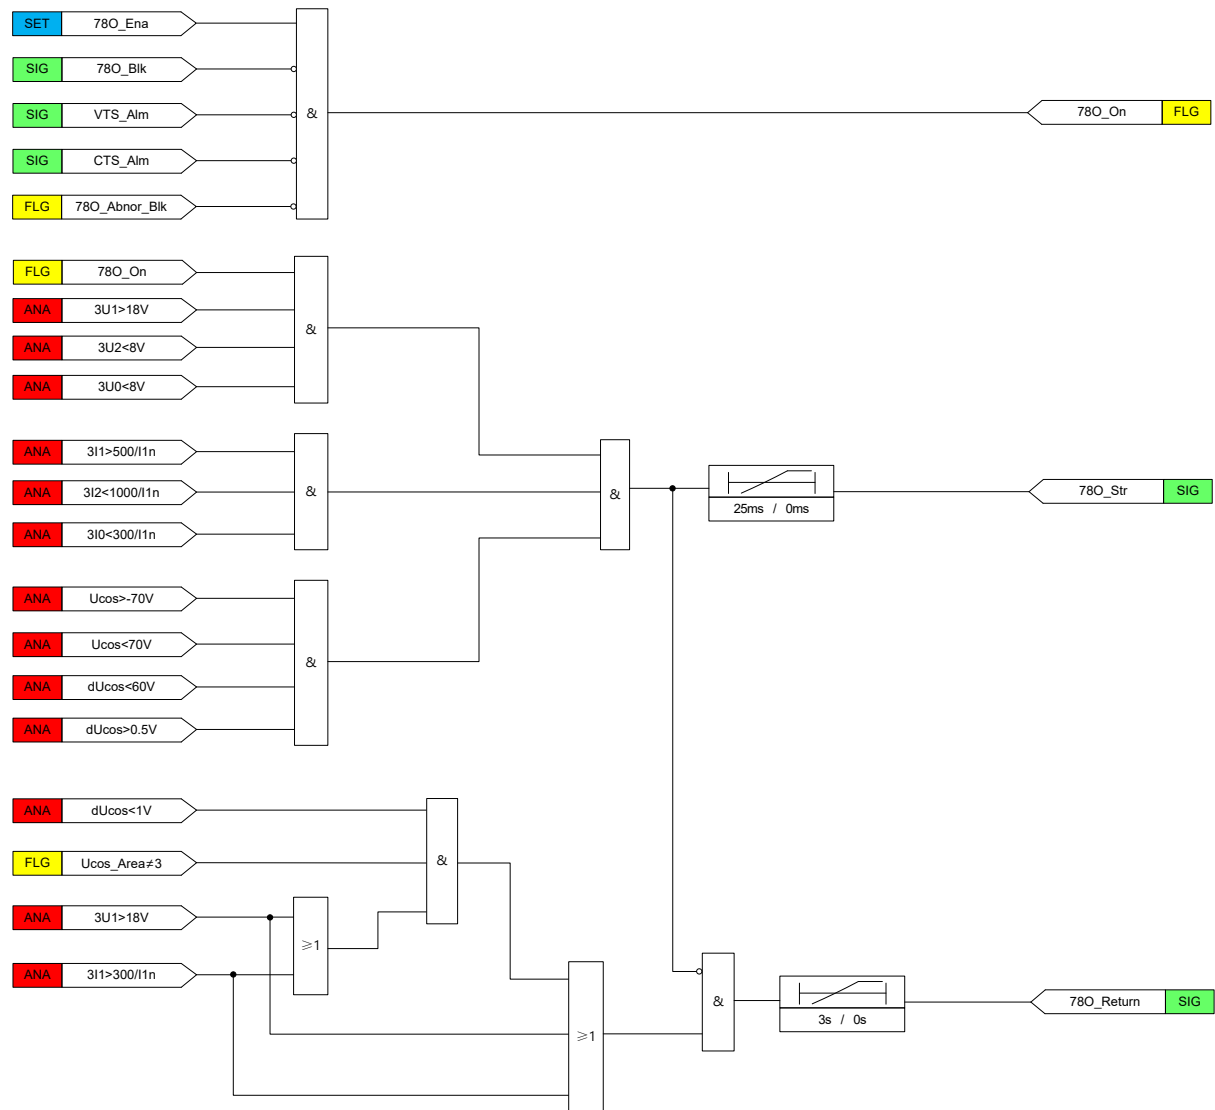 SET 78O_Ena
SIG 78O_Blk
SIG VTS_Alm
SIG CTS_Alm
FLG 78O_Abnor_Blk
&
78O_On FLG
FLG 78O_On
ANA 3U1>18V
ANA 3U2<8V
ANA 3U0<8V
&
ANA 3I1>500/I1n
ANA 3I2<1000/I1n
ANA 3I0<300/I1n
&
ANA Ucos>-70V
ANA Ucos<70V
ANA dUcos<60V
ANA dUcos>0.5V
&
&
25ms / 0ms
78O_Str SIG
ANA dUcos<1V
FLG Ucos_Area≠3
ANA 3U1>18V
ANA 3I1>300/I1n
≥1
&
≥1
&
3s / 0s
78O_Return SIG